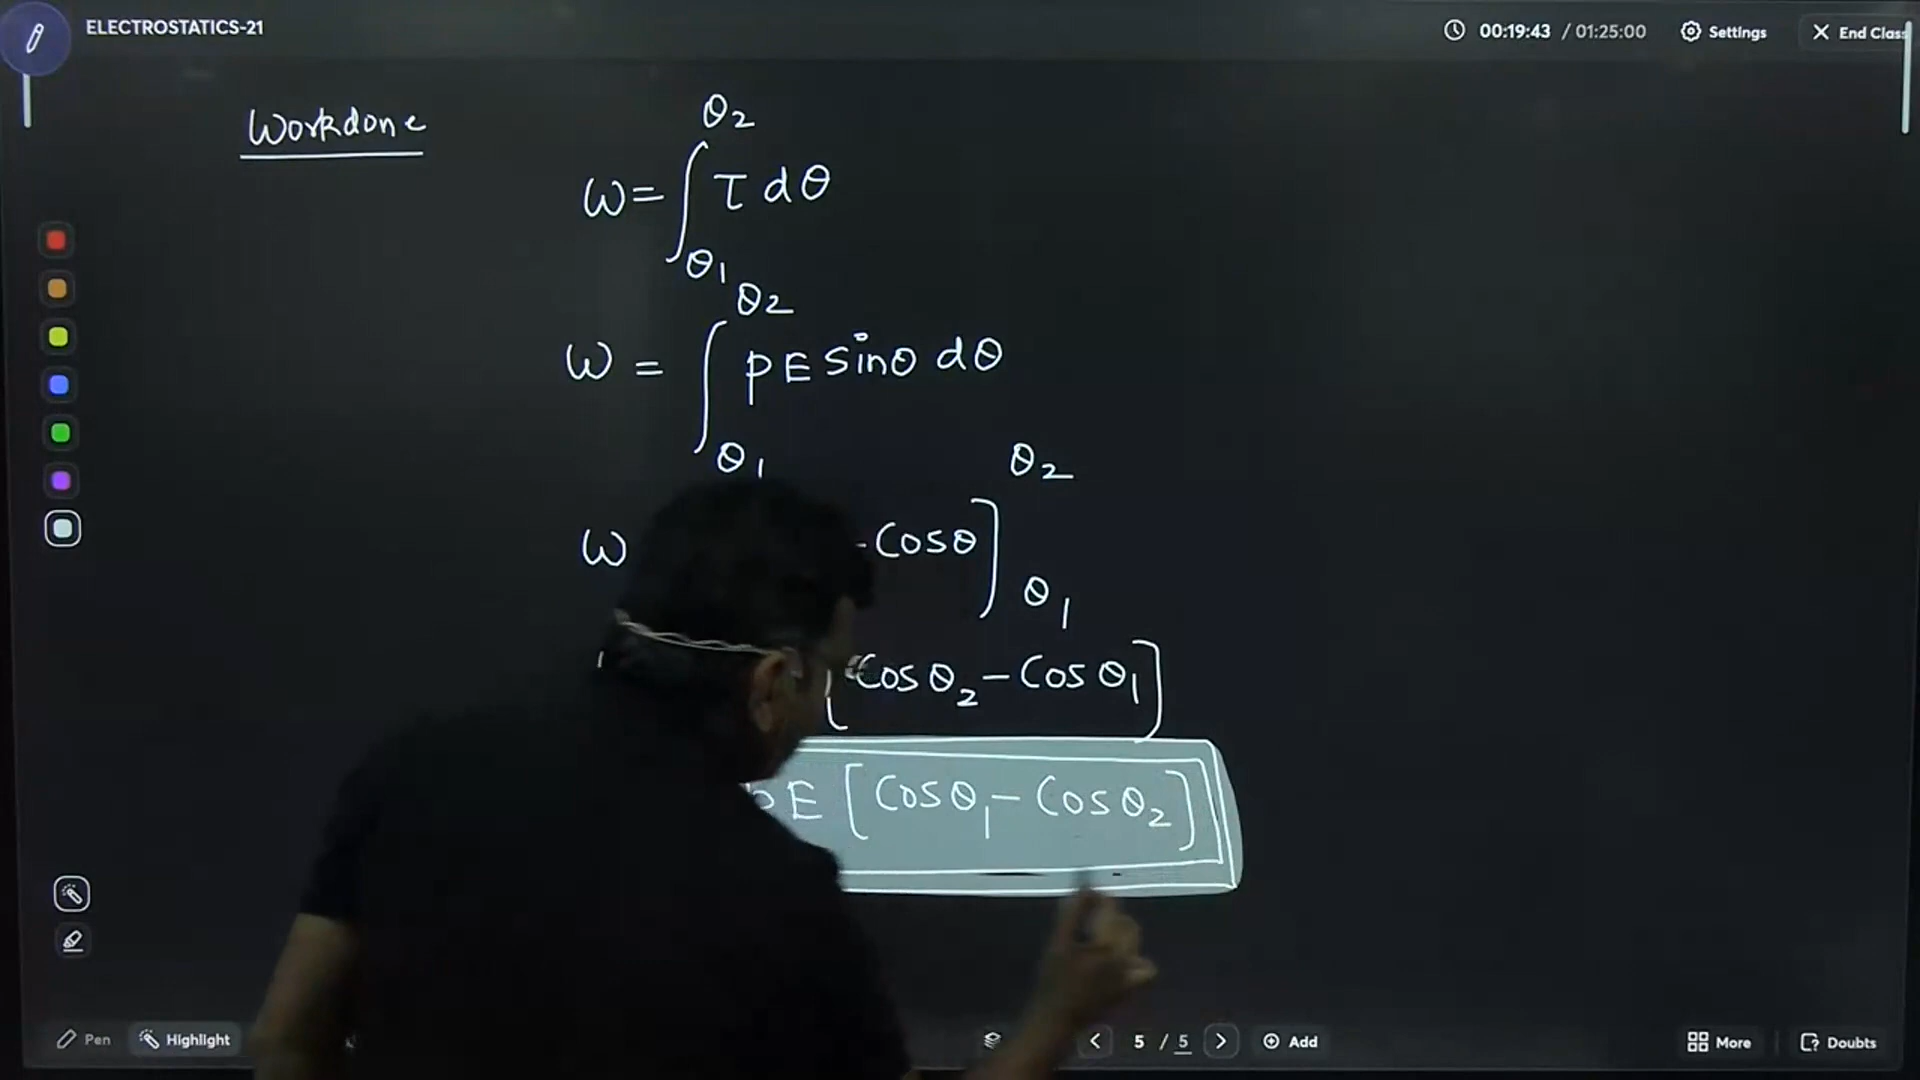 ELECTROSTATICS-21
00:19:43 / 01:25:00 Settings End Class
Workdone
W = ∫ τ dθ
θ2
θ1
W = ∫ pE sinθ dθ
θ2
θ1
W - Cosθ]
θ2
θ1
[Cosθ2 - Cosθ1]
pE [Cosθ1 - Cosθ2]
Pen Highlight 5 / 5 Add More Doubts